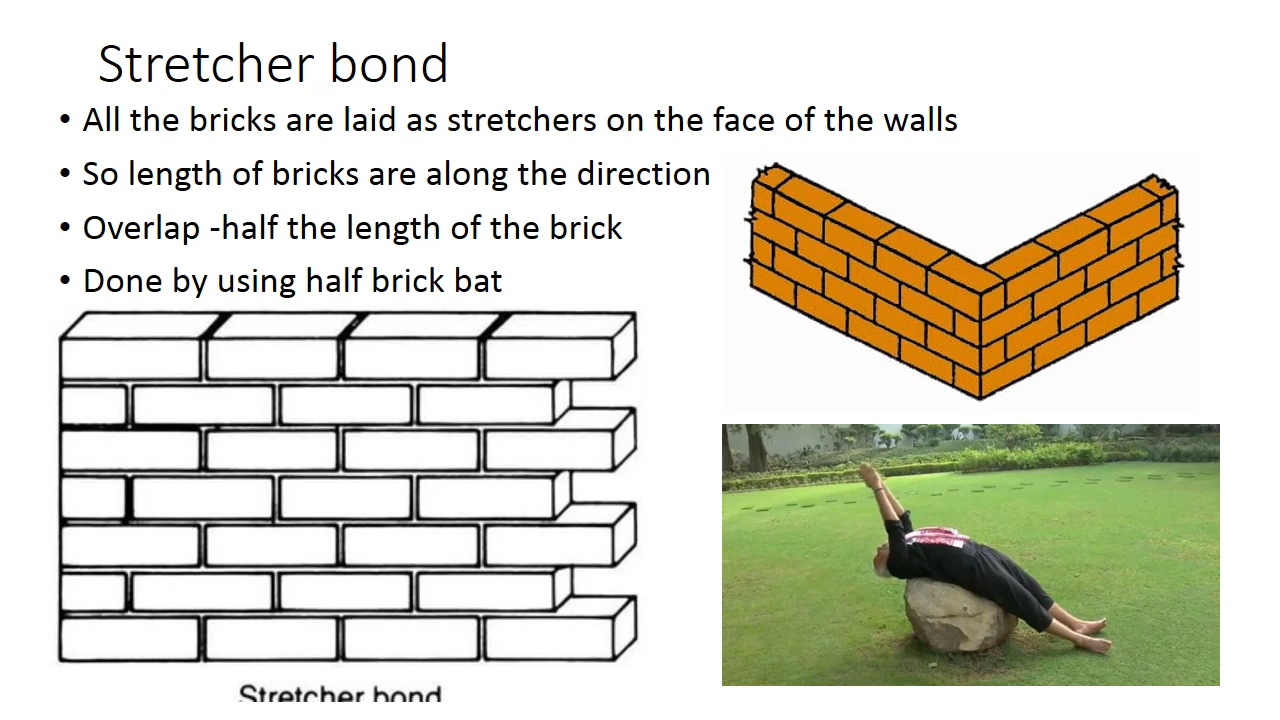 Stretcher bond
• All the bricks are laid as stretchers on the face of the walls
• So length of bricks are along the direction
• Overlap -half the length of the brick
• Done by using half brick bat
Stretcher bond